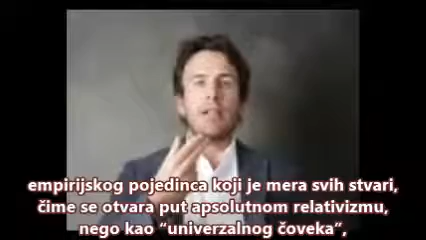 empirijskog pojedinca koji je mera svih stvari,
čime se otvara put apsolutnom relativizmu,
nego kao “univerzalnog čoveka”,